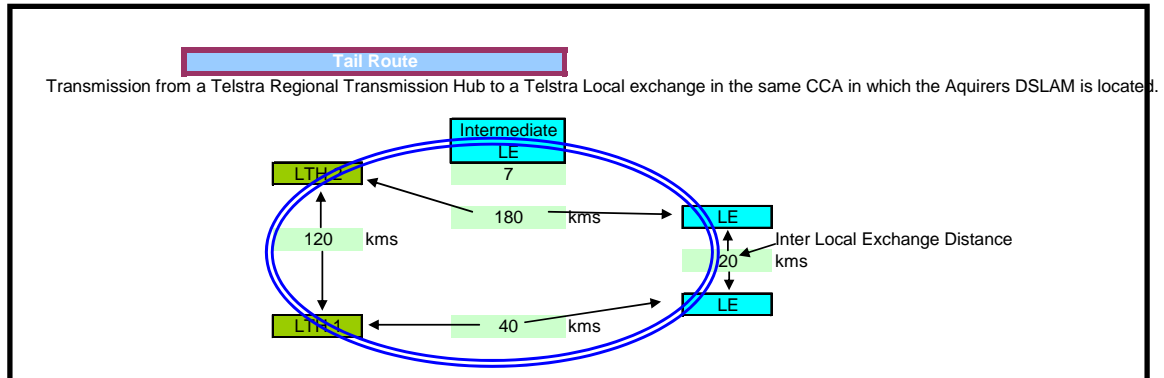 Tail Route
Transmission from a Telstra Regional Transmission Hub to a Telstra Local exchange in the same CCA in which the Aquirers DSLAM is located.
Intermediate
LE
LTH 2
7
180 kms
LE
120 kms
Inter Local Exchange Distance
20 kms
LE
LTH 1
40 kms